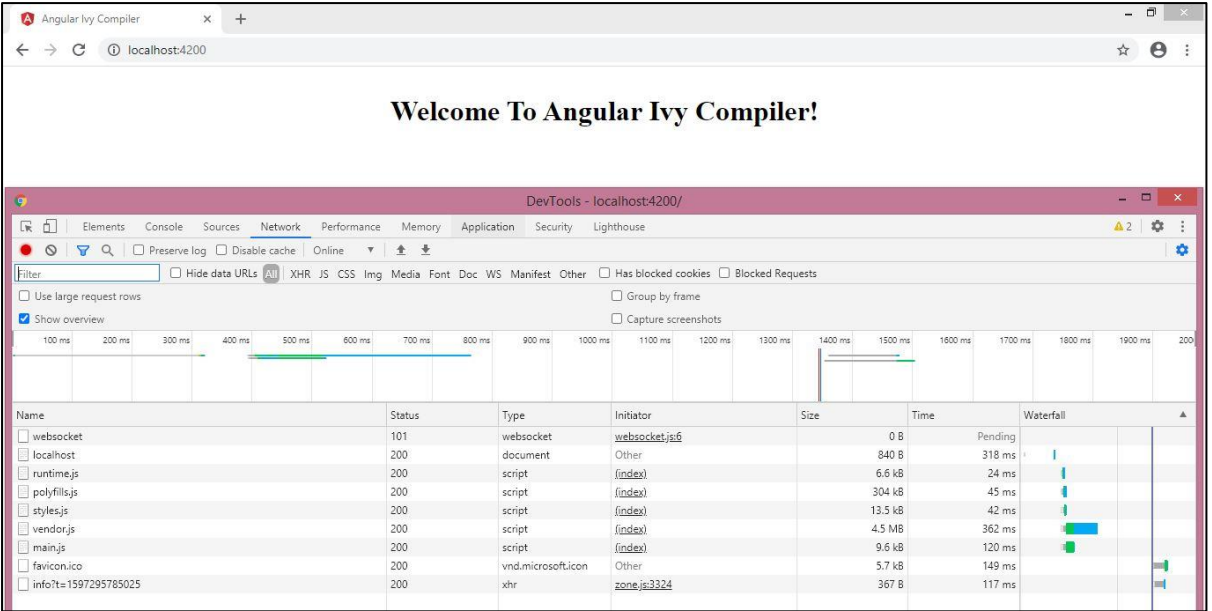 Angular Ivy Compiler × +
localhost:4200
Welcome To Angular Ivy Compiler!
DevTools - localhost:4200/
Elements Console Sources Network Performance Memory Application Security Lighthouse 2
Preserve log Disable cache Online
Filter Hide data URLs All XHR JS CSS Img Media Font Doc WS Manifest Other Has blocked cookies Blocked Requests
Use large request rows Group by frame
Show overview Capture screenshots
100 ms 200 ms 300 ms 400 ms 500 ms 600 ms 700 ms 800 ms 900 ms 1000 ms 1100 ms 1200 ms 1300 ms 1400 ms 1500 ms 1600 ms 1700 ms 1800 ms 1900 ms 200
Name Status Type Initiator Size Time Waterfall
websocket 101 websocket websocket.js:6 0 B Pending
localhost 200 document Other 840 B 318 ms
runtime.js 200 script (index) 6.6 kB 24 ms
polyfills.js 200 script (index) 304 kB 45 ms
styles.js 200 script (index) 13.5 kB 42 ms
vendor.js 200 script (index) 4.5 MB 362 ms
main.js 200 script (index) 9.6 kB 120 ms
favicon.ico 200 vnd.microsoft.icon Other 5.7 kB 149 ms
info?t=1597295785025 200 xhr zone.js:3324 367 B 117 ms